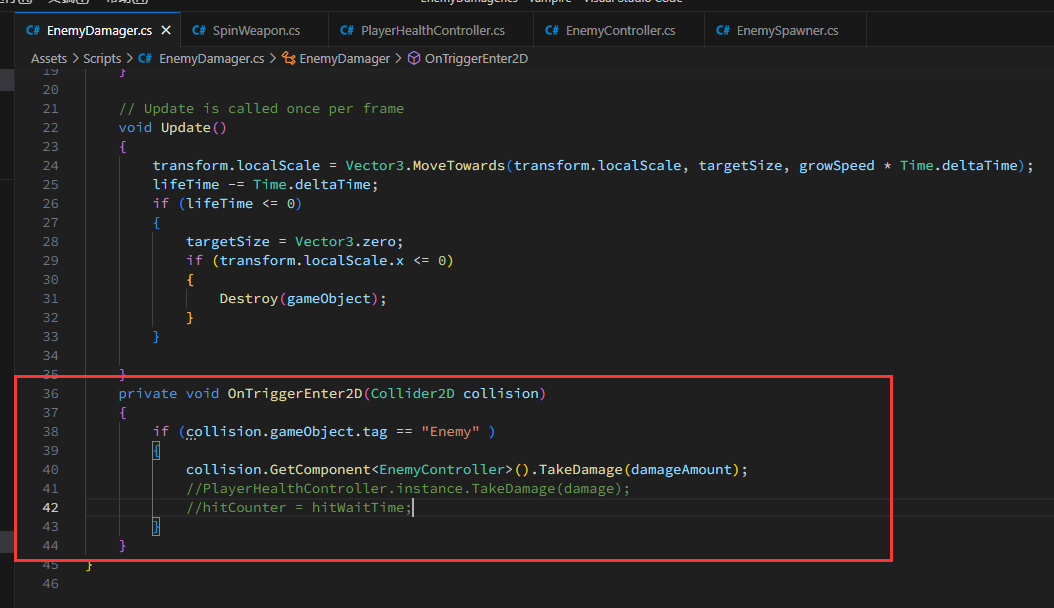 EnemyDamager.cs
C# SpinWeapon.cs
C# PlayerHealthController.cs
C# EnemyController.cs
C# EnemySpawner.cs
Assets > Scripts > C# EnemyDamager.cs > EnemyDamager > OnTriggerEnter2D
19 }
20
21 // Update is called once per frame
22 void Update()
23 {
24 transform.localScale = Vector3.MoveTowards(transform.localScale, targetSize, growSpeed * Time.deltaTime);
25 lifeTime -= Time.deltaTime;
26 if (lifeTime <= 0)
27 {
28 targetSize = Vector3.zero;
29 if (transform.localScale.x <= 0)
30 {
31 Destroy(gameObject);
32 }
33 }
34
35 }
36 private void OnTriggerEnter2D(Collider2D collision)
37 {
38 if (collision.gameObject.tag == "Enemy" )
39 {
40 collision.GetComponent<EnemyController>().TakeDamage(damageAmount);
41 //PlayerHealthController.instance.TakeDamage(damage);
42 //hitCounter = hitWaitTime;
43 }
44 }
45 }
46